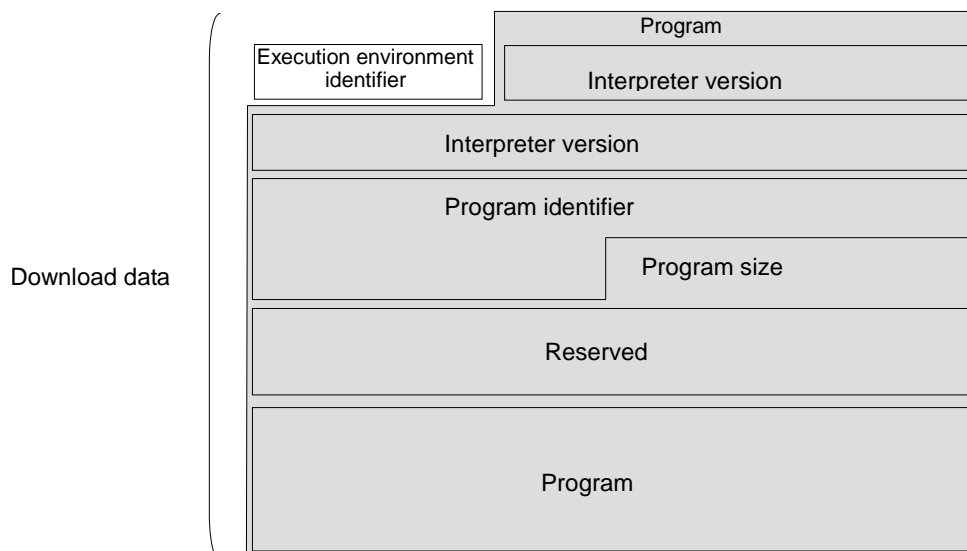 Program
Execution environment
identifier
Interpreter version
Interpreter version
Program identifier
Program size
Download data
Reserved
Program